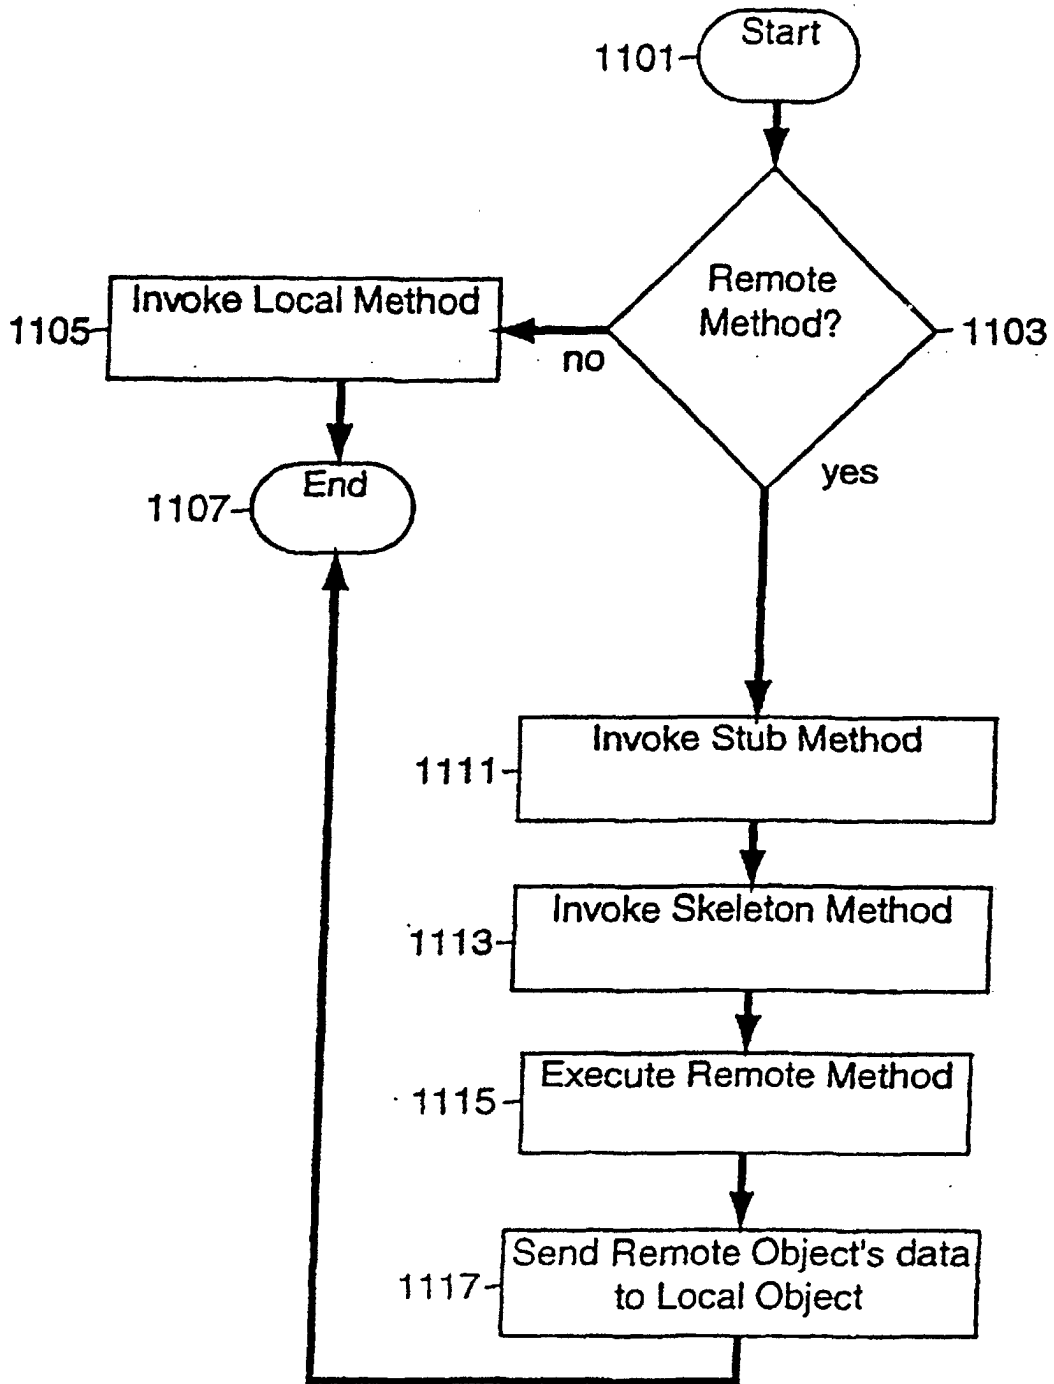 Start
1101
Remote
Method?
1103
Invoke Local Method
1105
no
yes
End
1107
Invoke Stub Method
1111
Invoke Skeleton Method
1113
Execute Remote Method
1115
Send Remote Object's data
to Local Object
1117